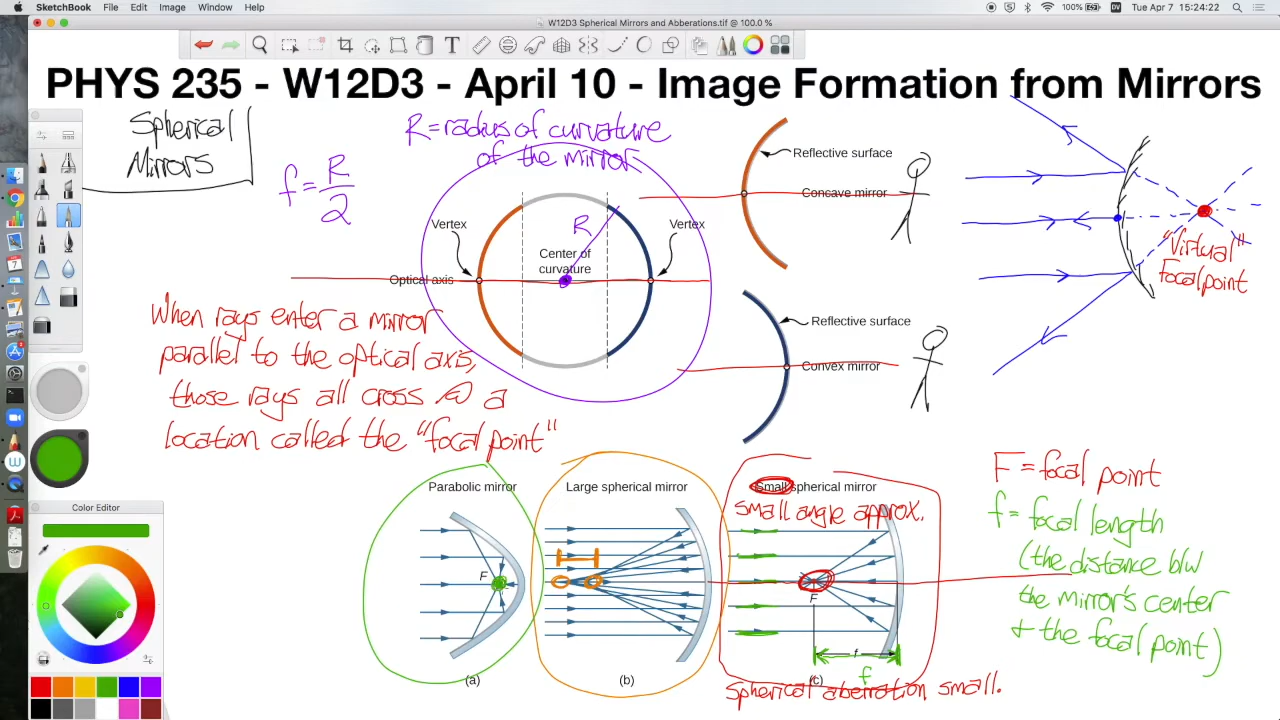 SketchBook File Edit Image Window Help
100% Tue Apr 7 15:24:22
W12D3 Spherical Mirrors and Abberations.tif @ 100.0 %
PHYS 235 - W12D3 - April 10 - Image Formation from Mirrors
Spherical
Mirrors
f = R/2
R = radius of curvature
of the mirror
Vertex
Vertex
R
Center of
curvature
Optical axis
Reflective surface
Concave mirror
Reflective surface
Convex mirror
"Virtual"
Focal point
When rays enter a mirror
parallel to the optical axis,
those rays all cross @ a
location called the "focal point"
Parabolic mirror
F
(a)
Large spherical mirror
(b)
Small spherical mirror
small angle approx.
F
f
f
(c)
spherical aberration small.
F = focal point
f = focal length
(the distance b/w
the mirror's center
+ the focal point)
Color Editor